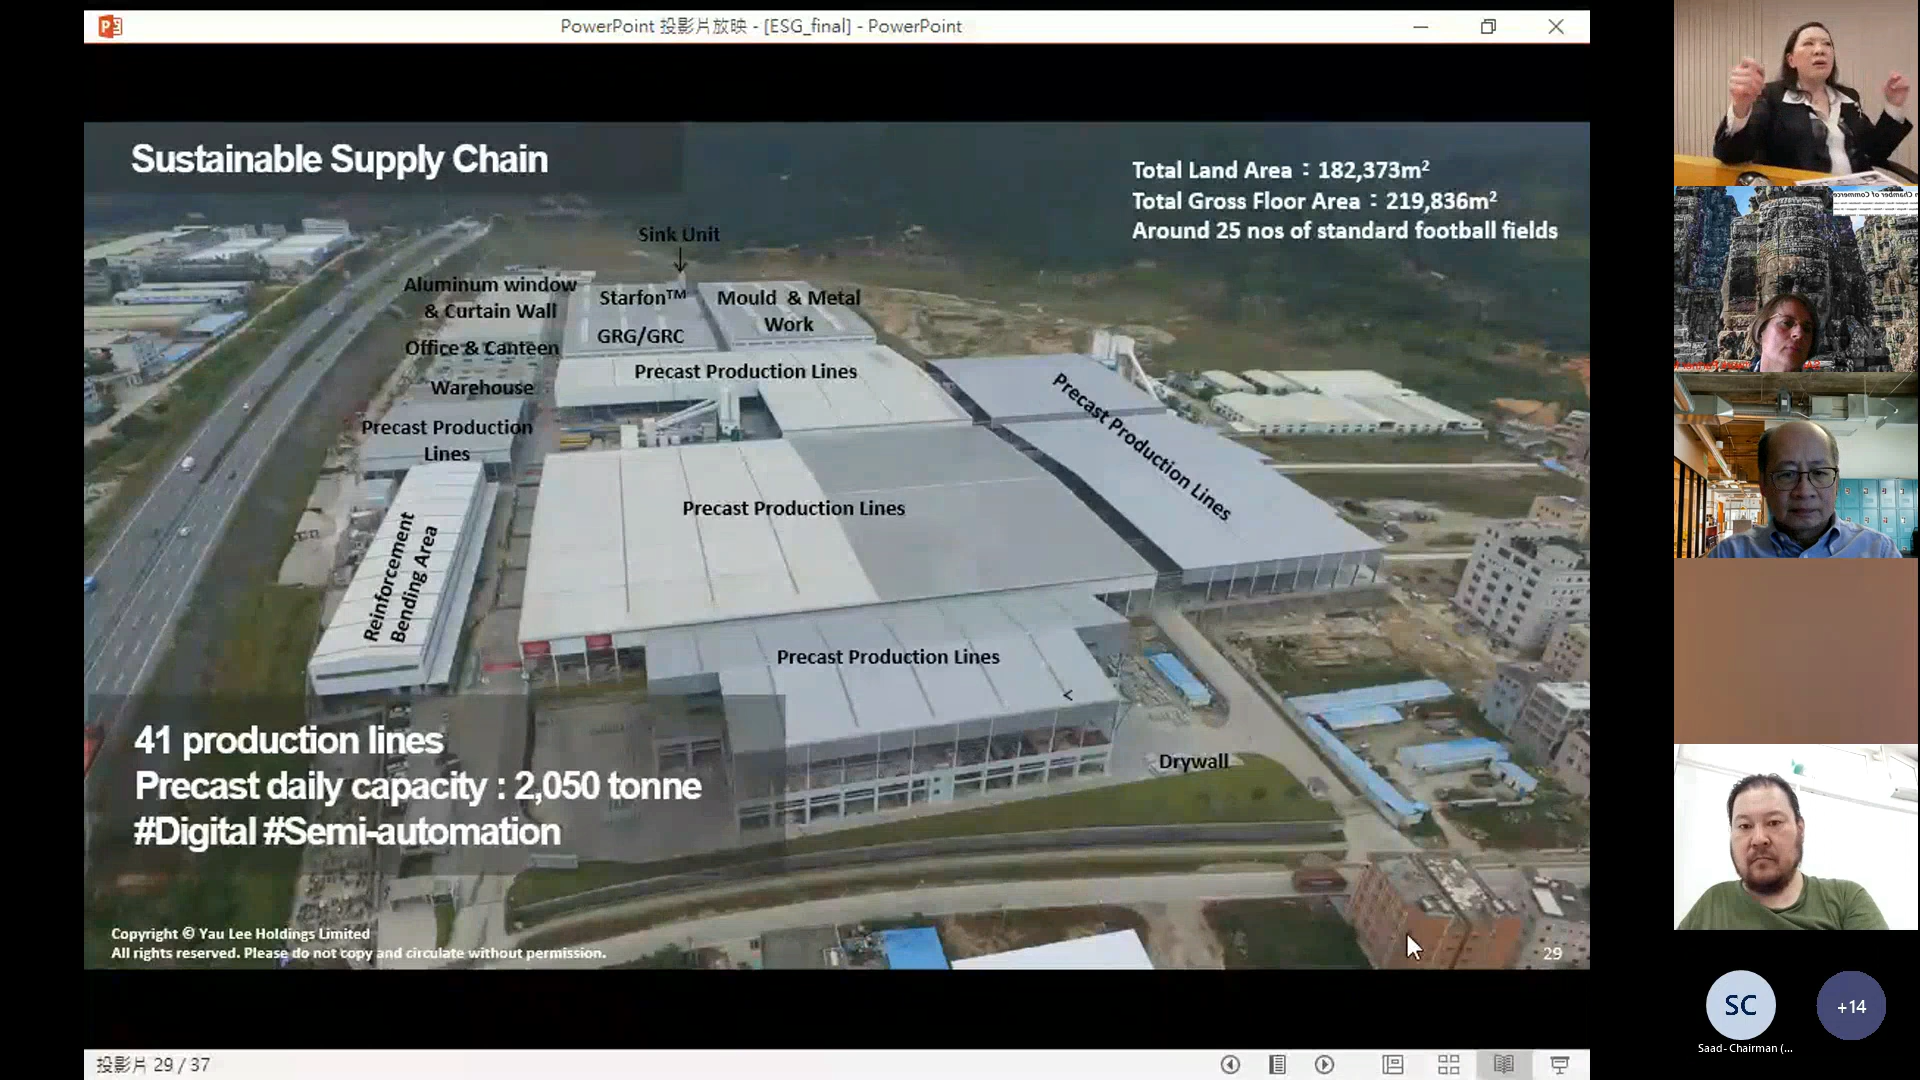 PowerPoint 投影片放映 - [ESG_final] - PowerPoint
Sustainable Supply Chain
Total Land Area：182,373m²
Total Gross Floor Area：219,836m²
Around 25 nos of standard football fields
Sink Unit
Aluminum window
& Curtain Wall
Starfon™
GRG/GRC
Mould & Metal
Work
Office & Canteen
Warehouse
Precast Production Lines
Precast Production Lines
Precast Production
Lines
Precast Production Lines
Reinforcement
Bending Area
Precast Production Lines
Drywall
41 production lines
Precast daily capacity : 2,050 tonne
#Digital #Semi-automation
Copyright © Yau Lee Holdings Limited
All rights reserved. Please do not copy and circulate without permission.
29
投影片 29 / 37
SC
+14
Saad- Chairman (...